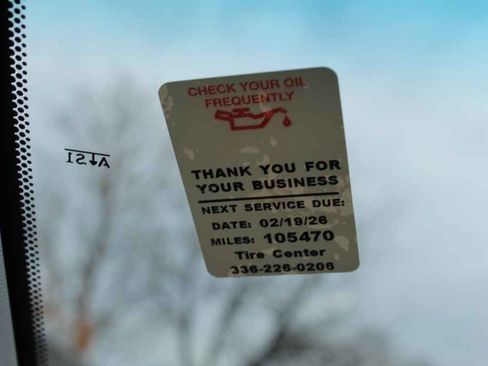 CHECK YOUR OIL
FREQUENTLY
THANK YOU FOR
YOUR BUSINESS
NEXT SERVICE DUE:
DATE: 02/19/26
MILES: 105470
Tire Center
336-226-0206
AS1